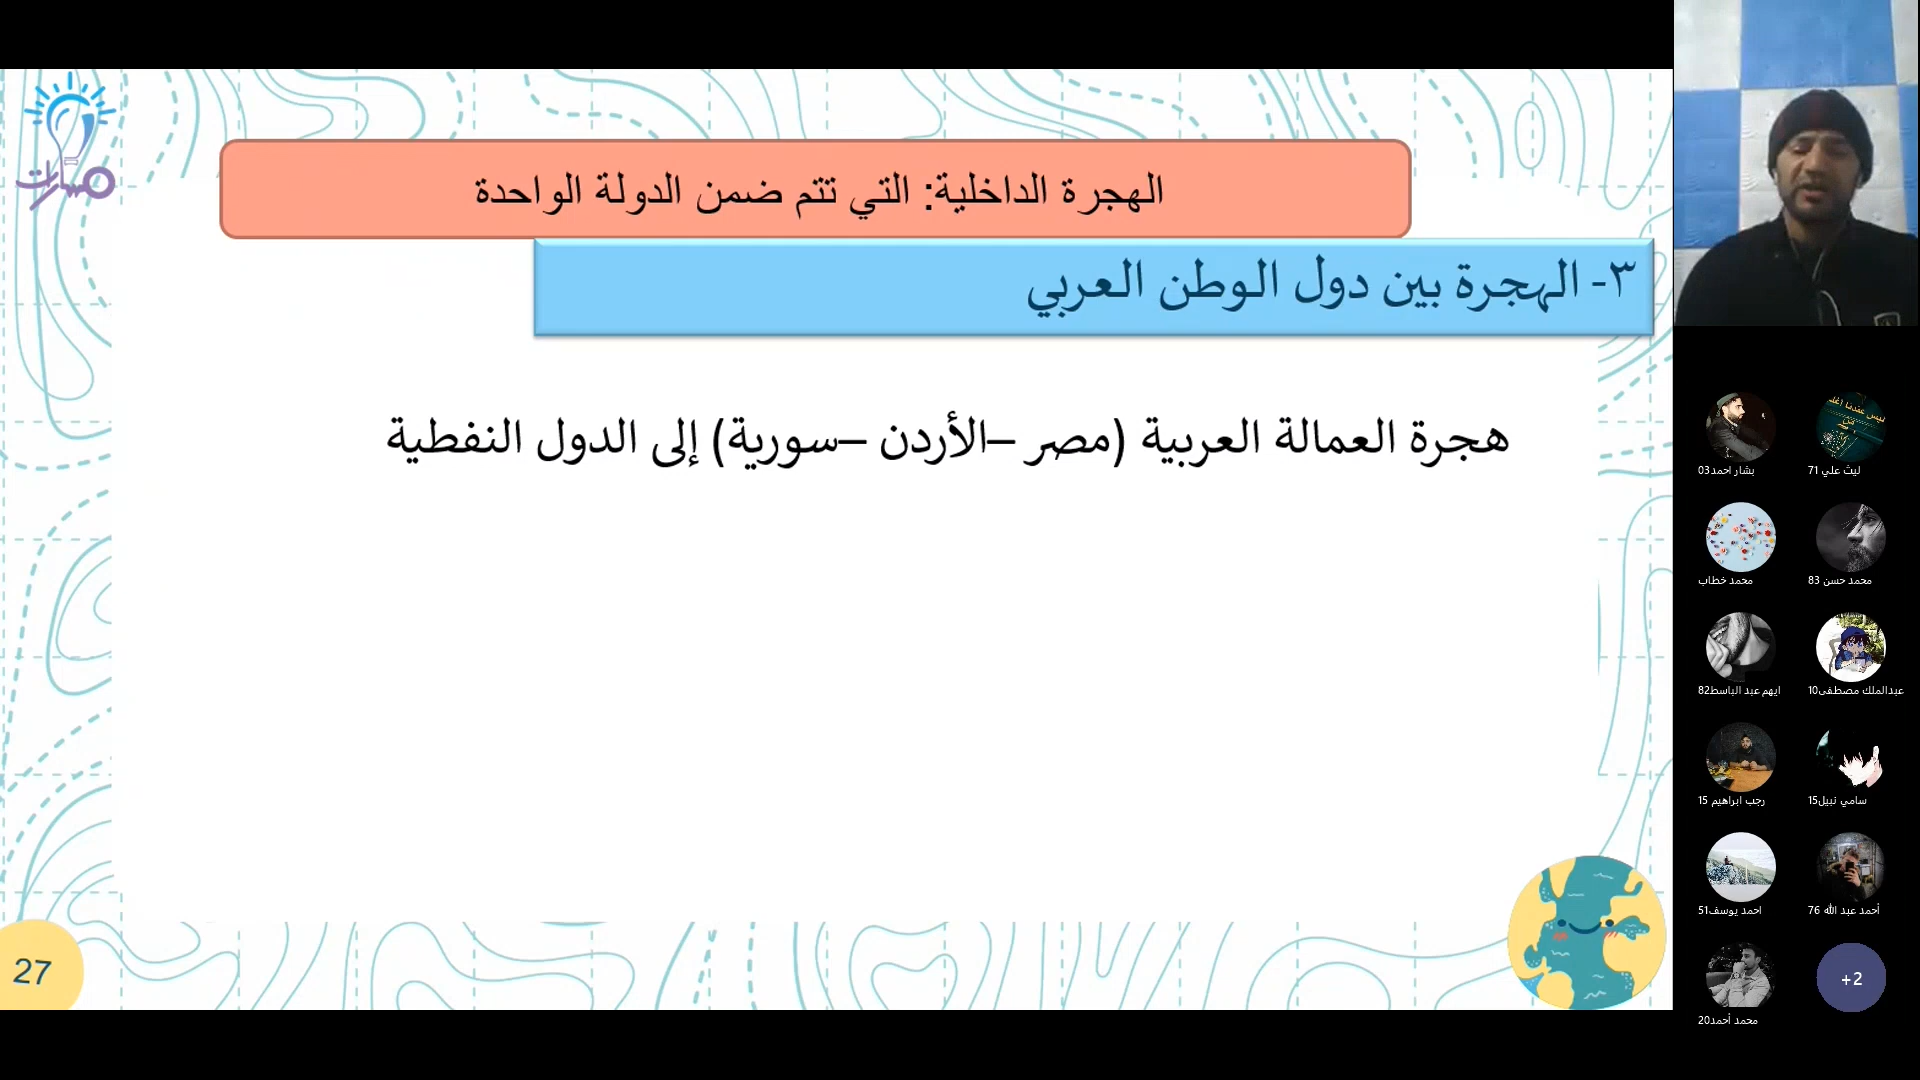 مسارات
الهجرة الداخلية: التي تتم ضمن الدولة الواحدة
٣- الهجرة بين دول الوطن العربي
هجرة العمالة العربية (مصر –الأردن –سورية) إلى الدول النفطية
27
بشار احمد03
ليث علي 71
محمد خطاب
محمد حسن 83
ايهم عبد الباسط82
عبدالملك مصطفى10
رجب ابراهيم 15
سامي نبيل15
احمد يوسف51
أحمد عبد الله 76
محمد أحمد20
+2